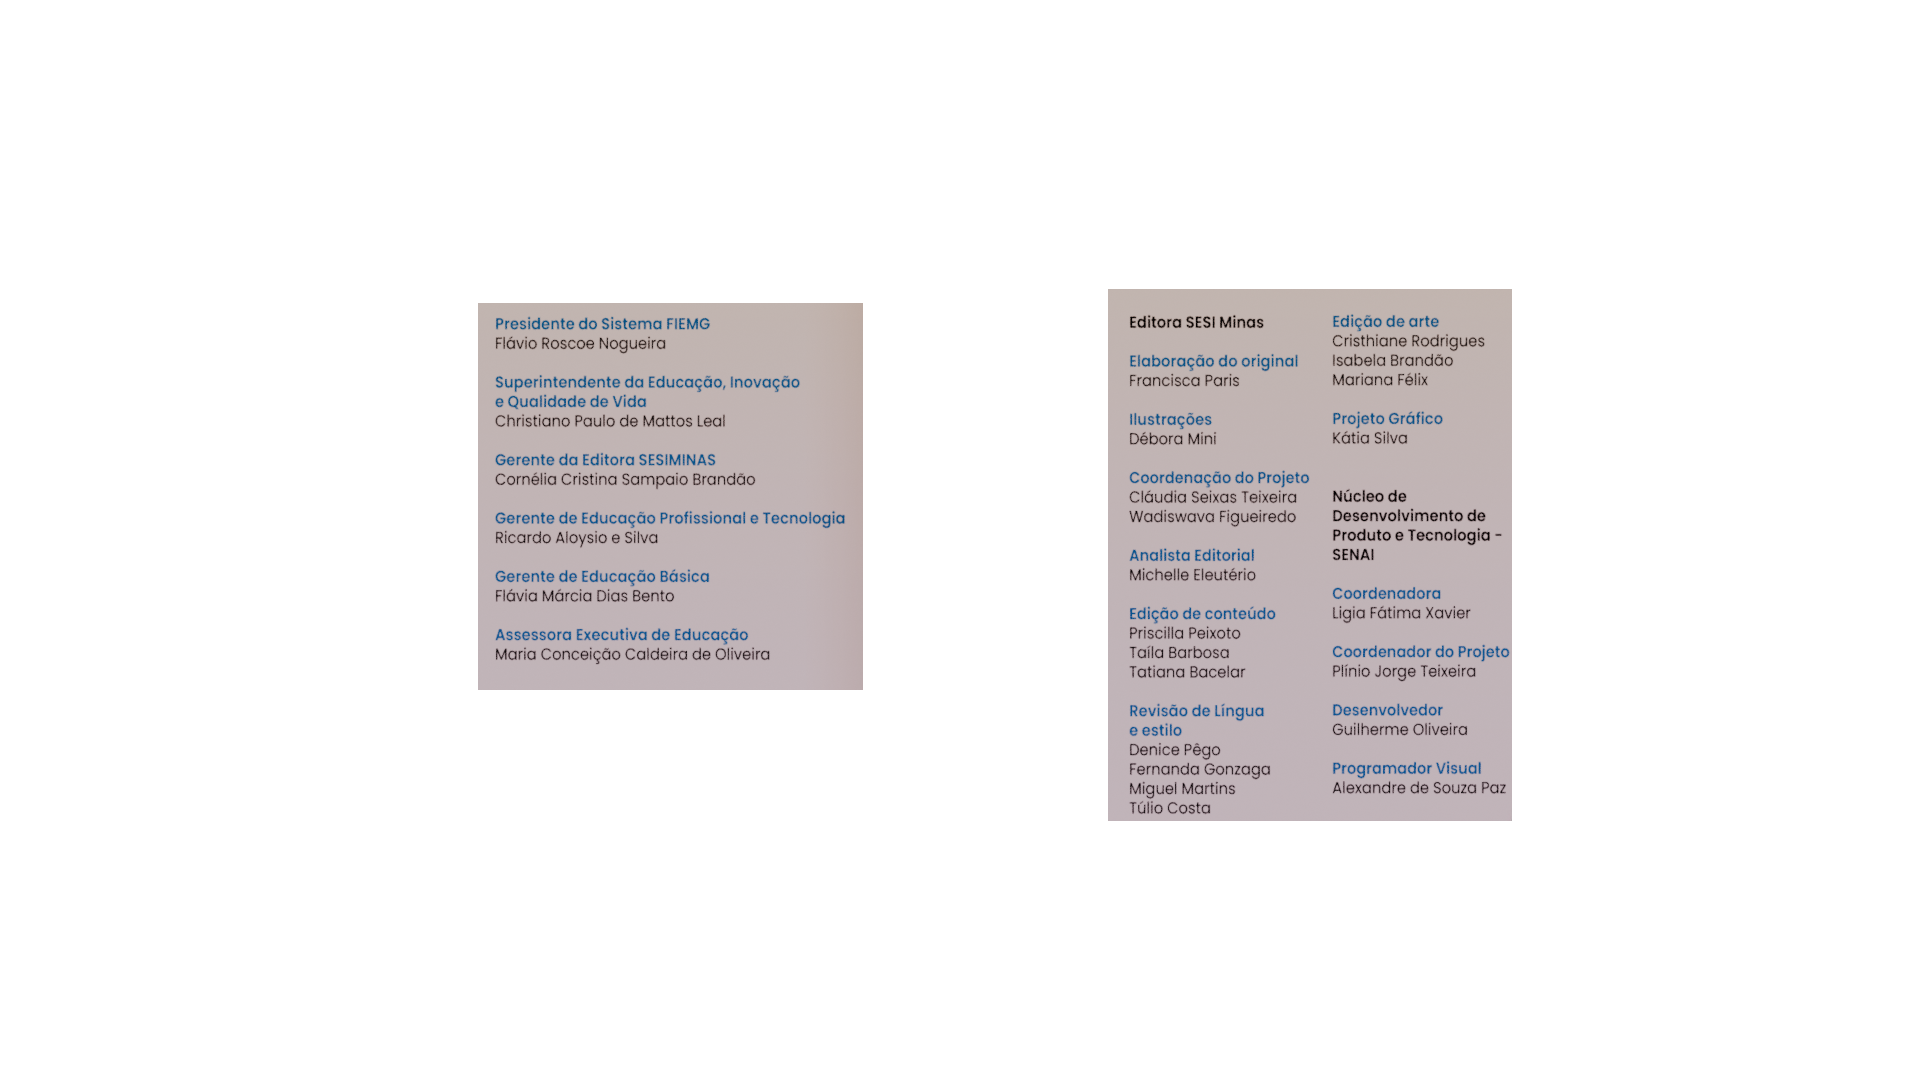 Presidente do Sistema FIEMG
Flávio Roscoe Nogueira
Superintendente da Educação, Inovação
e Qualidade de Vida
Christiano Paulo de Mattos Leal
Gerente da Editora SESIMINAS
Cornélia Cristina Sampaio Brandão
Gerente de Educação Profissional e Tecnologia
Ricardo Aloysio e Silva
Gerente de Educação Básica
Flávia Márcia Dias Bento
Assessora Executiva de Educação
Maria Conceição Caldeira de Oliveira
Editora SESI Minas
Elaboração do original
Francisca Paris
Ilustrações
Débora Mini
Coordenação do Projeto
Cláudia Seixas Teixeira
Wadiswava Figueiredo
Analista Editorial
Michelle Eleutério
Edição de conteúdo
Priscilla Peixoto
Taíla Barbosa
Tatiana Bacelar
Revisão de Língua
e estilo
Denice Pêgo
Fernanda Gonzaga
Miguel Martins
Túlio Costa
Edição de arte
Cristhiane Rodrigues
Isabela Brandão
Mariana Félix
Projeto Gráfico
Kátia Silva
Núcleo de
Desenvolvimento de
Produto e Tecnologia -
SENAI
Coordenadora
Ligia Fátima Xavier
Coordenador do Projeto
Plínio Jorge Teixeira
Desenvolvedor
Guilherme Oliveira
Programador Visual
Alexandre de Souza Paz